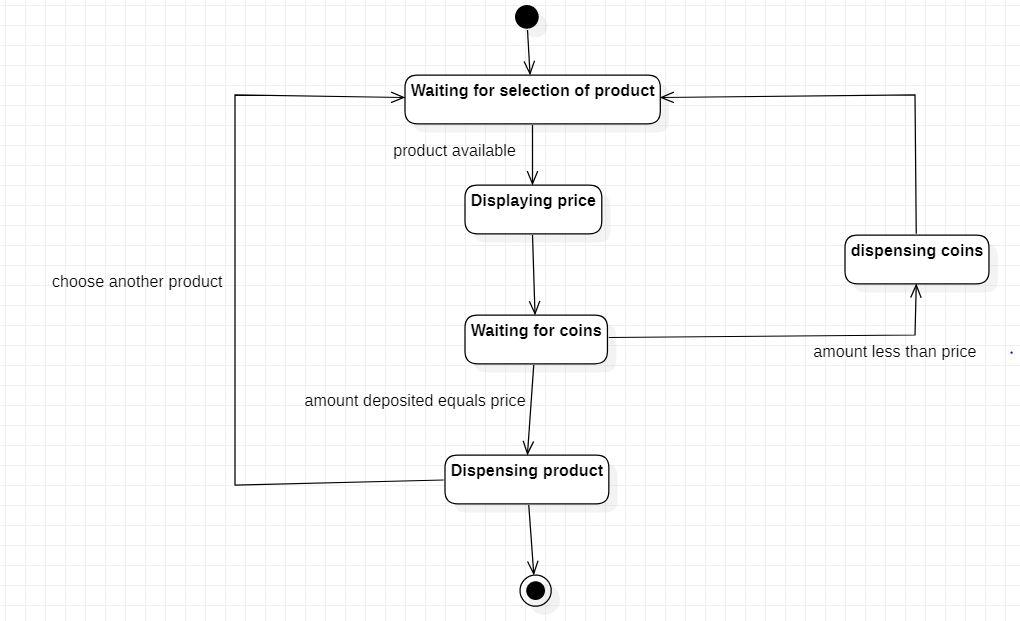 Waiting for selection of product
product available
Displaying price
dispensing coins
choose another product
Waiting for coins
amount less than price
amount deposited equals price
Dispensing product